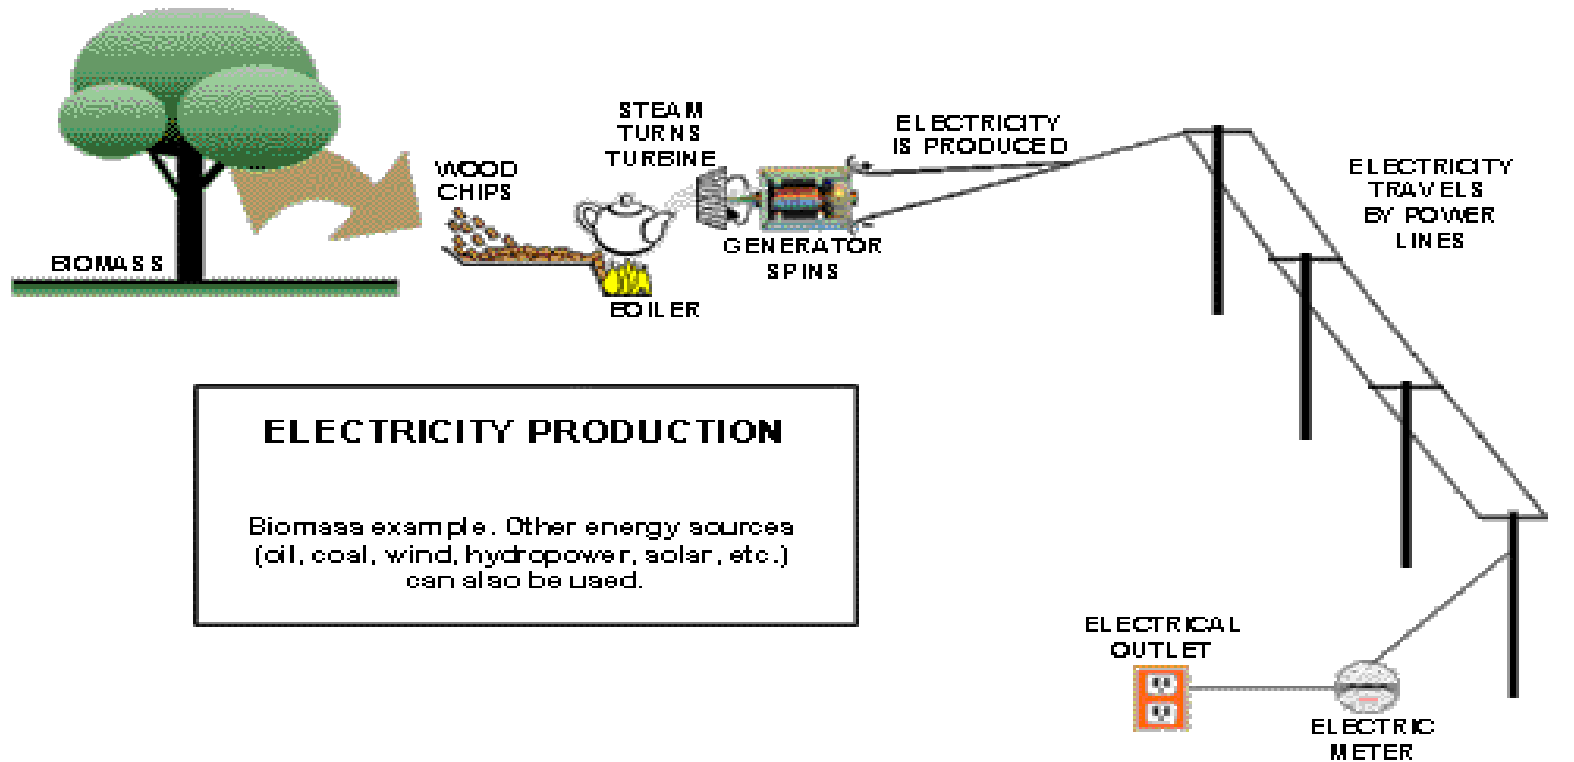 BIOMASS
WOOD
CHIPS
STEAM
TURNS
TURBINE
BOILER
GENERATOR
SPINS
ELECTRICITY
IS PRODUCED
ELECTRICITY
TRAVELS
BY POWER
LINES
ELECTRICITY PRODUCTION
Biomass example. Other energy sources
(oil, coal, wind, hydropower, solar, etc.)
can also be used.
ELECTRICAL
OUTLET
ELECTRIC
METER